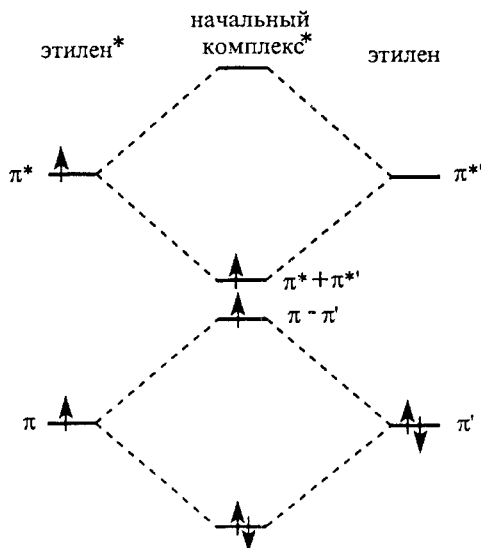 этилен*
начальный
комплекс*
этилен
π*
π*'
π*+π*'
π - π'
π
π'